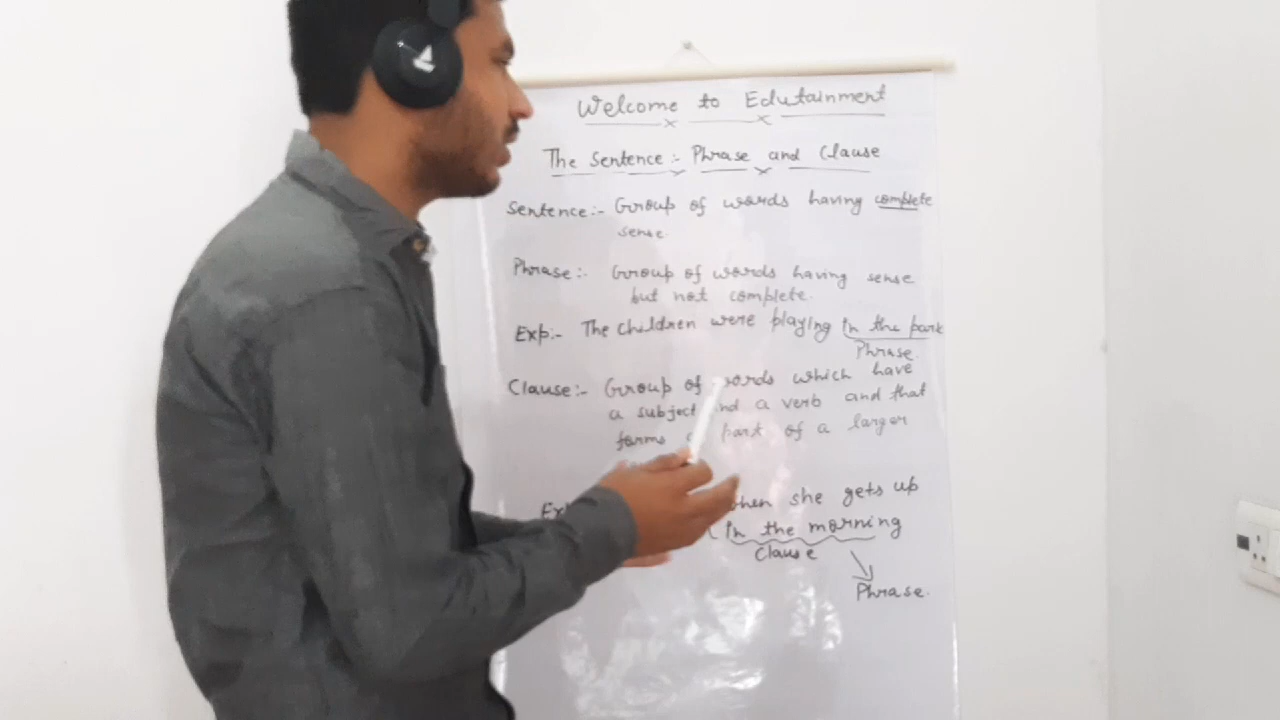 Welcome to Edutainment
The Sentence:- Phrase and Clause
Sentence:- Group of words having complete
sense
Phrase:- Group of words having sense
but not complete.
Exp:- The children were playing in the park
Phrase.
Clause:- Group of words which have
a subject and a verb and that
forms a part of a larger
when she gets up
in the morning
Clause
Phrase.